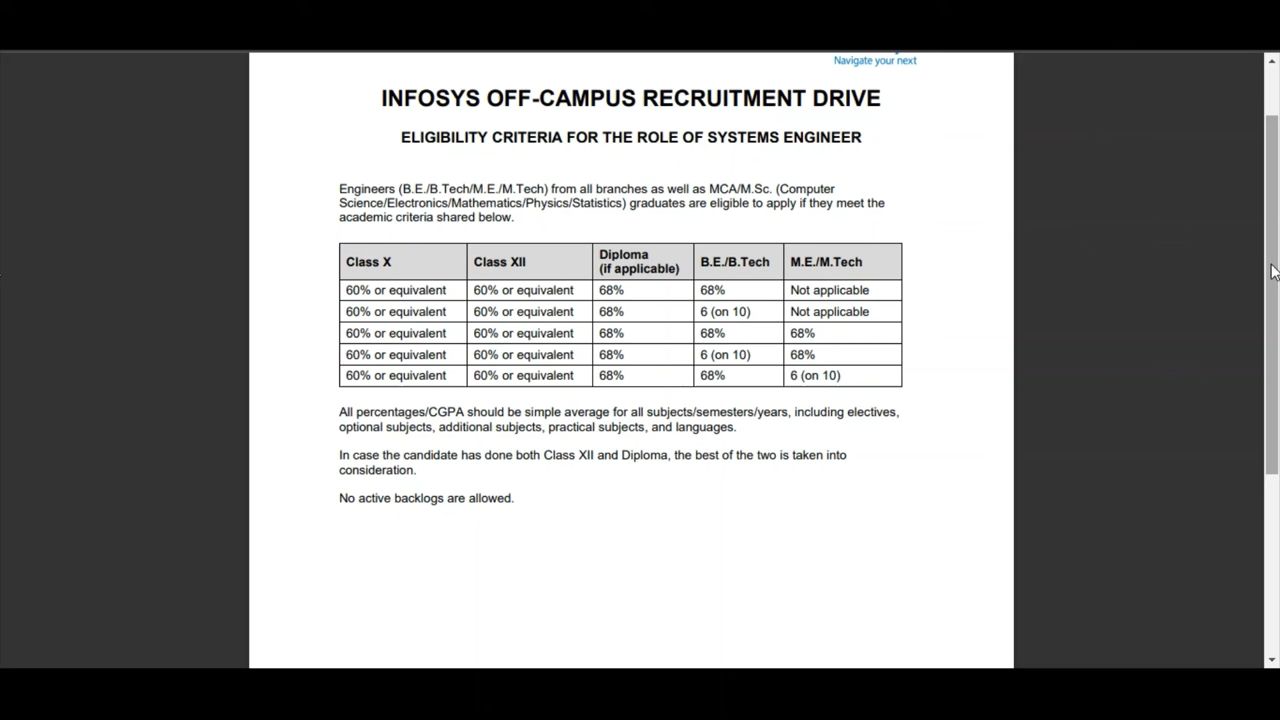 Navigate your next
INFOSYS OFF-CAMPUS RECRUITMENT DRIVE
ELIGIBILITY CRITERIA FOR THE ROLE OF SYSTEMS ENGINEER
Engineers (B.E./B.Tech/M.E./M.Tech) from all branches as well as MCA/M.Sc. (Computer
Science/Electronics/Mathematics/Physics/Statistics) graduates are eligible to apply if they meet the
academic criteria shared below.
Class X Class XII Diploma (if applicable) B.E./B.Tech M.E./M.Tech
60% or equivalent 60% or equivalent 68% 68% Not applicable
60% or equivalent 60% or equivalent 68% 6 (on 10) Not applicable
60% or equivalent 60% or equivalent 68% 68% 68%
60% or equivalent 60% or equivalent 68% 6 (on 10) 68%
60% or equivalent 60% or equivalent 68% 68% 6 (on 10)
All percentages/CGPA should be simple average for all subjects/semesters/years, including electives,
optional subjects, additional subjects, practical subjects, and languages.
In case the candidate has done both Class XII and Diploma, the best of the two is taken into
consideration.
No active backlogs are allowed.